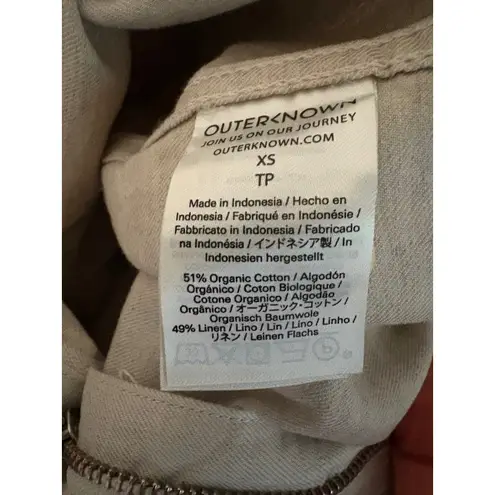 OUTERKNOWN
JOIN US ON OUR JOURNEY
OUTERKNOWN.COM
XS
TP
Made in Indonesia / Hecho en
Indonesia / Fabriqué en Indonésie /
Fabbricato in Indonesia / Fabricado
na Indonésia / インドネシア製 / In
Indonesien hergestellt
51% Organic Cotton / Algodón
Orgánico / Coton Biologique /
Cotone Organico / Algodão
Orgânico / オーガニック・コットン /
Organisch Baumwolle
49% Linen / Lino / Lin / Lino / Linho /
リネン / Leinen Flachs